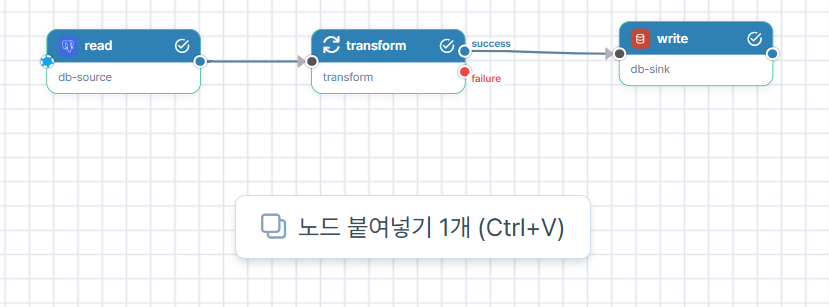 read
db-source
transform
transform
success
failure
write
db-sink
노드 붙여넣기 1개 (Ctrl+V)